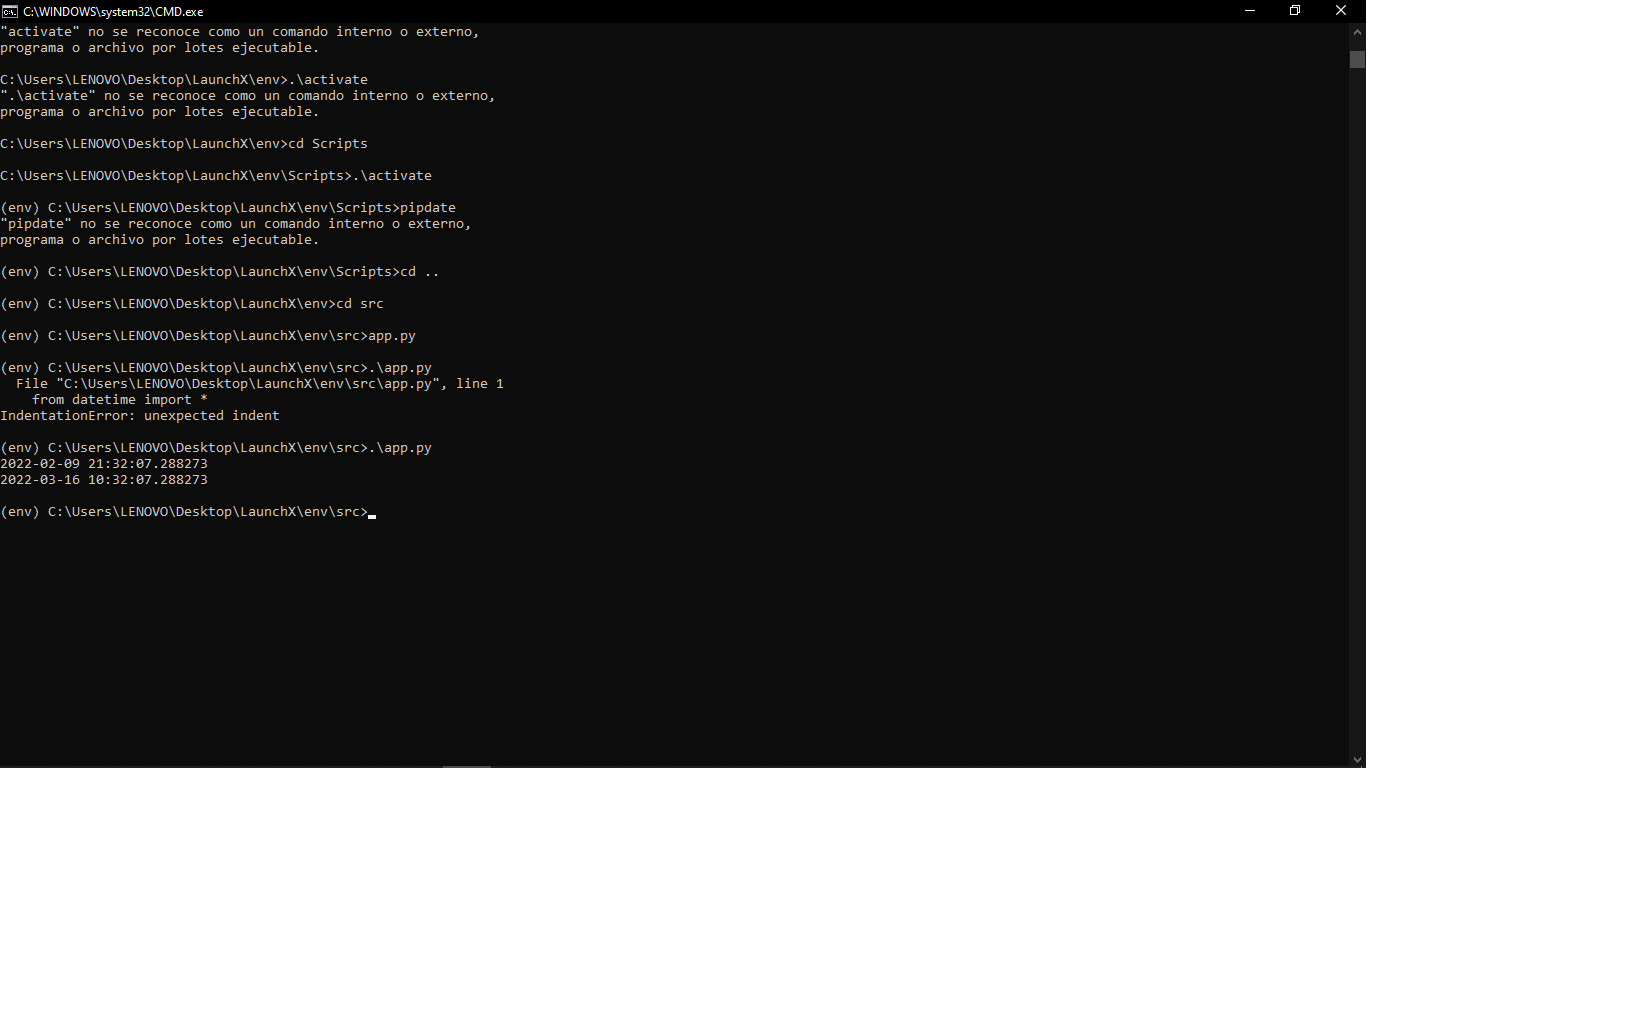 C:\WINDOWS\system32\CMD.exe
"activate" no se reconoce como un comando interno o externo,
programa o archivo por lotes ejecutable.
C:\Users\LENOVO\Desktop\LaunchX\env>.\activate
".\activate" no se reconoce como un comando interno o externo,
programa o archivo por lotes ejecutable.
C:\Users\LENOVO\Desktop\LaunchX\env>cd Scripts
C:\Users\LENOVO\Desktop\LaunchX\env\Scripts>.\activate
(env) C:\Users\LENOVO\Desktop\LaunchX\env\Scripts>pipdate
"pipdate" no se reconoce como un comando interno o externo,
programa o archivo por lotes ejecutable.
(env) C:\Users\LENOVO\Desktop\LaunchX\env\Scripts>cd ..
(env) C:\Users\LENOVO\Desktop\LaunchX\env>cd src
(env) C:\Users\LENOVO\Desktop\LaunchX\env\src>app.py
(env) C:\Users\LENOVO\Desktop\LaunchX\env\src>.\app.py
  File "C:\Users\LENOVO\Desktop\LaunchX\env\src\app.py", line 1
    from datetime import *
IndentationError: unexpected indent
(env) C:\Users\LENOVO\Desktop\LaunchX\env\src>.\app.py
2022-02-09 21:32:07.288273
2022-03-16 10:32:07.288273
(env) C:\Users\LENOVO\Desktop\LaunchX\env\src>